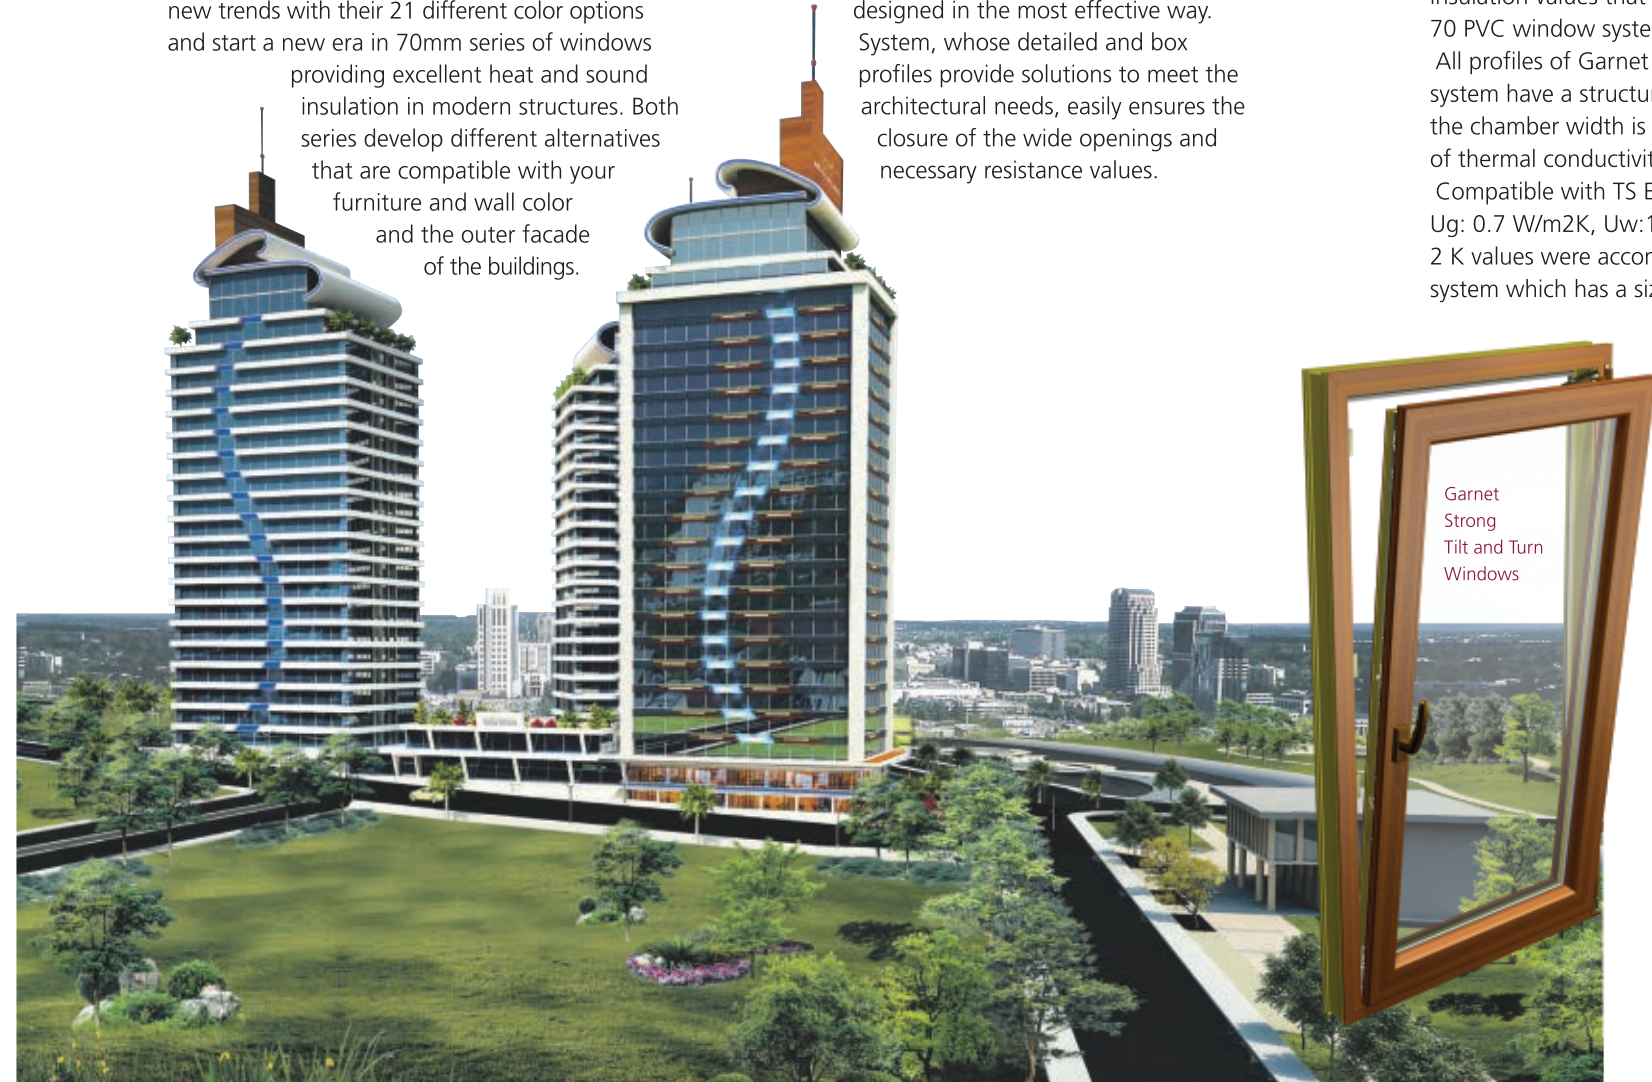 new trends with their 21 different color options
and start a new era in 70mm series of windows
providing excellent heat and sound
insulation in modern structures. Both
series develop different alternatives
that are compatible with your
furniture and wall color
and the outer facade
of the buildings.
designed in the most effective way.
System, whose detailed and box
profiles provide solutions to meet the
architectural needs, easily ensures the
closure of the wide openings and
necessary resistance values.
insulation values that
70 PVC window syste
All profiles of Garnet
system have a structu
the chamber width is
of thermal conductivit
Compatible with TS E
Ug: 0.7 W/m2K, Uw:1
2 K values were accor
system which has a siz
Garnet
Strong
Tilt and Turn
Windows